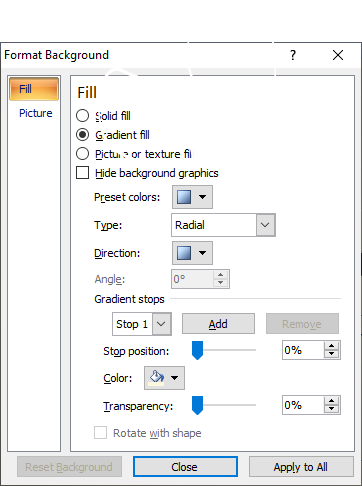 Format Background ?
Fill
Picture
Fill
Solid fill
Gradient fill
Picture or texture fill
Hide background graphics
Preset colors:
Type: Radial
Direction:
Angle: 0°
Gradient stops
Stop 1 Add Remove
Stop position: 0%
Color:
Transparency: 0%
Rotate with shape
Reset Background Close Apply to All